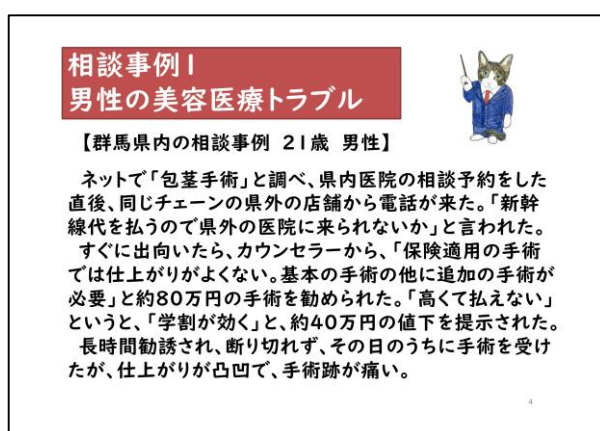 相談事例1
男性の美容医療トラブル
【群馬県内の相談事例 21歳 男性】
ネットで「包茎手術」と調べ、県内医院の相談予約をした
直後、同じチェーンの県外の店舗から電話が来た。「新幹
線代を払うので県外の医院に来られないか」と言われた。
すぐに出向いたら、カウンセラーから、「保険適用の手術
では仕上がりがよくない。基本の手術の他に追加の手術が
必要」と約80万円の手術を勧められた。「高くて払えない」
というと、「学割が効く」と、約40万円の値下を提示された。
長時間勧誘され、断り切れず、その日のうちに手術を受け
たが、仕上がりが凸凹で、手術跡が痛い。